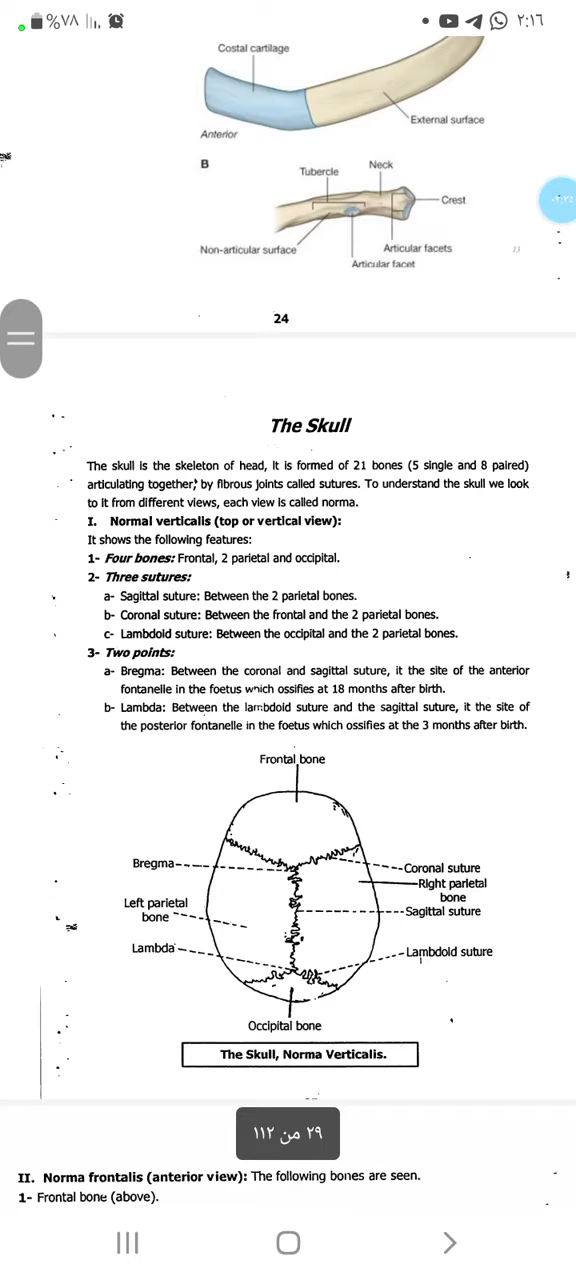 %٧٨
٢:١٦
Costal cartilage
External surface
Anterior
B
Tubercle
Neck
Crest
Non-articular surface
Articular facets
Articular facet
13
24
The Skull
The skull is the skeleton of head, It is formed of 21 bones (5 single and 8 paired)
articulating together; by fibrous joints called sutures. To understand the skull we look
to it from different views, each view is called norma.
I. Normal verticalis (top or vertical view):
It shows the following features:
1- Four bones: Frontal, 2 parietal and occipital.
2- Three sutures:
a- Sagittal suture: Between the 2 parietal bones.
b- Coronal suture: Between the frontal and the 2 parietal bones.
c- Lambdoid suture: Between the occipital and the 2 parietal bones.
3- Two points:
a- Bregma: Between the coronal and sagittal suture, it the site of the anterior
fontanelle in the foetus which ossifies at 18 months after birth.
b- Lambda: Between the lambdoid suture and the sagittal suture, it the site of
the posterior fontanelle in the foetus which ossifies at the 3 months after birth.
Frontal bone
Bregma
Coronal suture
Right parietal
bone
Left parietal
bone
Sagittal suture
Lambda
Lambdoid suture
Occipital bone
The Skull, Norma Verticalis.
٢٩ من ١١٢
II. Norma frontalis (anterior view): The following bones are seen.
1- Frontal bone (above).